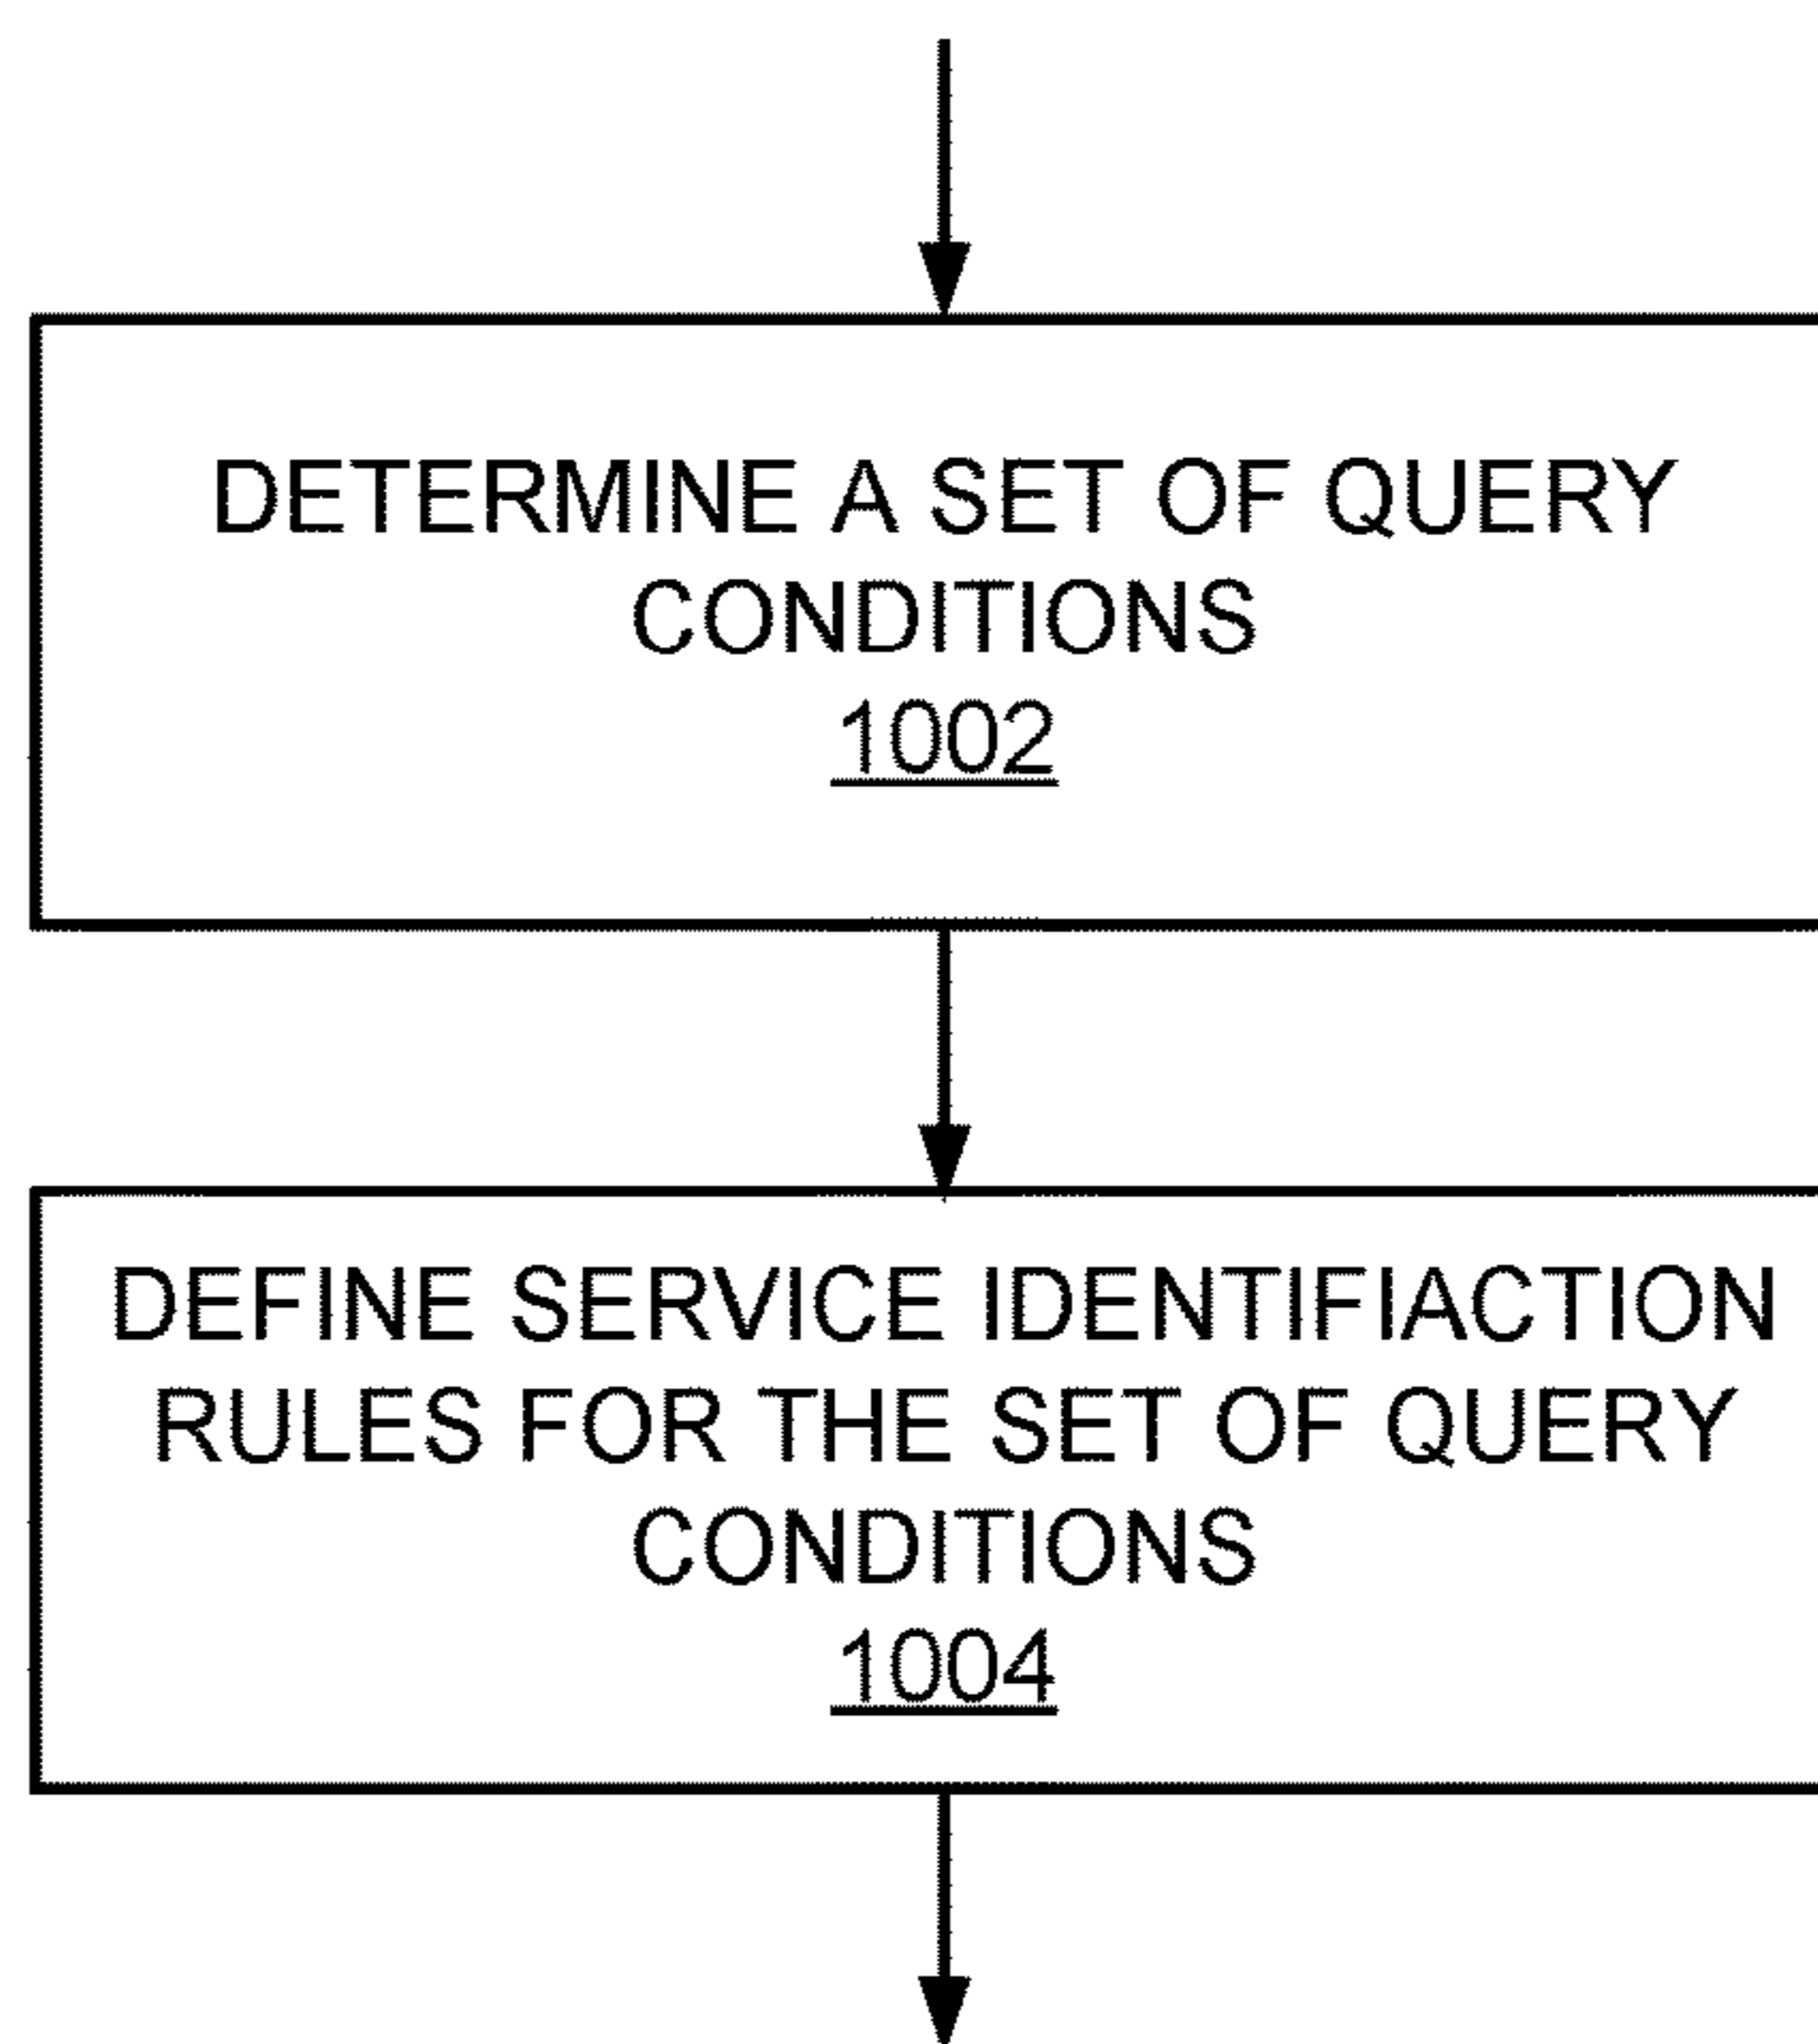 DETERMINE A SET OF QUERY
CONDITIONS
1002
DEFINE SERVICE IDENTIFIACTION
RULES FOR THE SET OF QUERY
CONDITIONS
1004